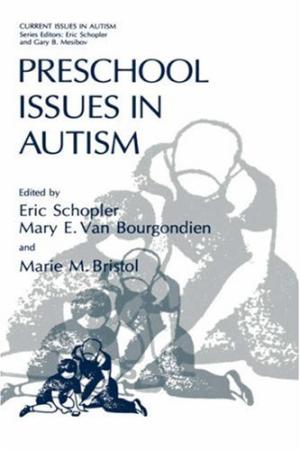 CURRENT ISSUES IN AUTISM
Series Editors: Eric Schopler
and Gary B. Mesibov
PRESCHOOL
ISSUES IN
AUTISM
Edited by
Eric Schopler
Mary E. Van Bourgondien
and
Marie M. Bristol